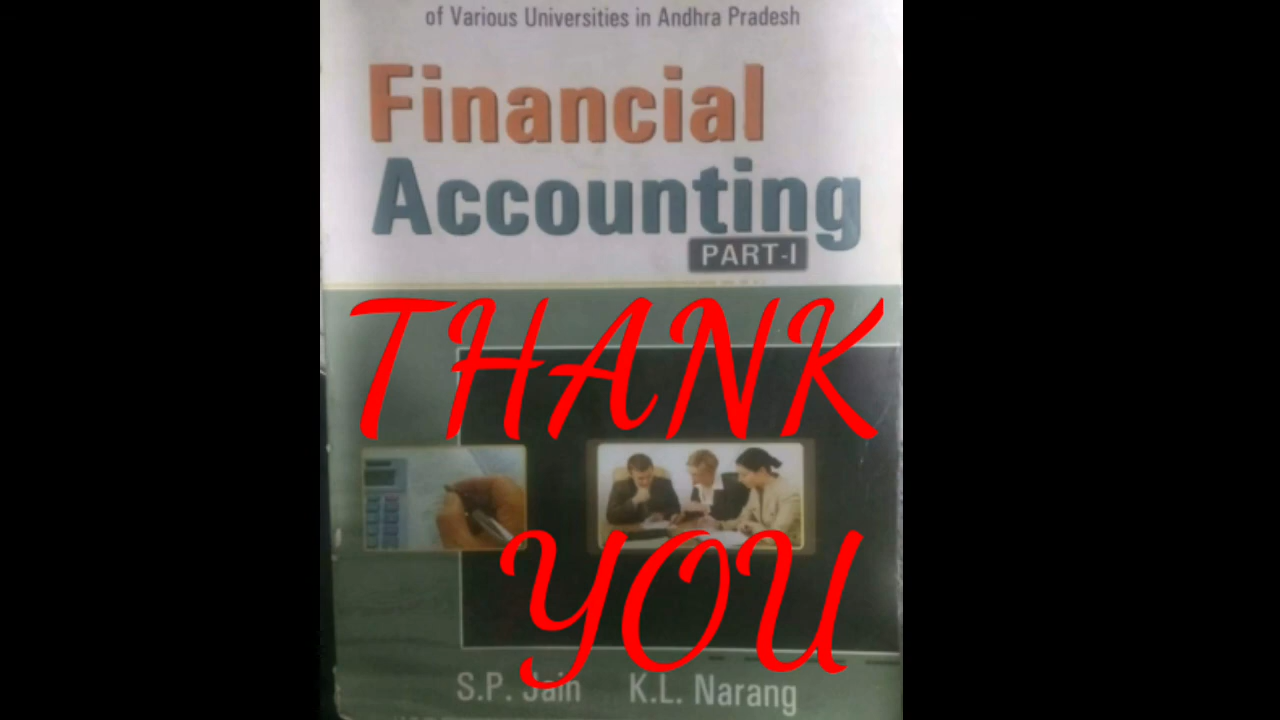 of Various Universities in Andhra Pradesh
Financial
Accounting
PART-I
THANK
YOU
S.P. Jain K.L. Narang